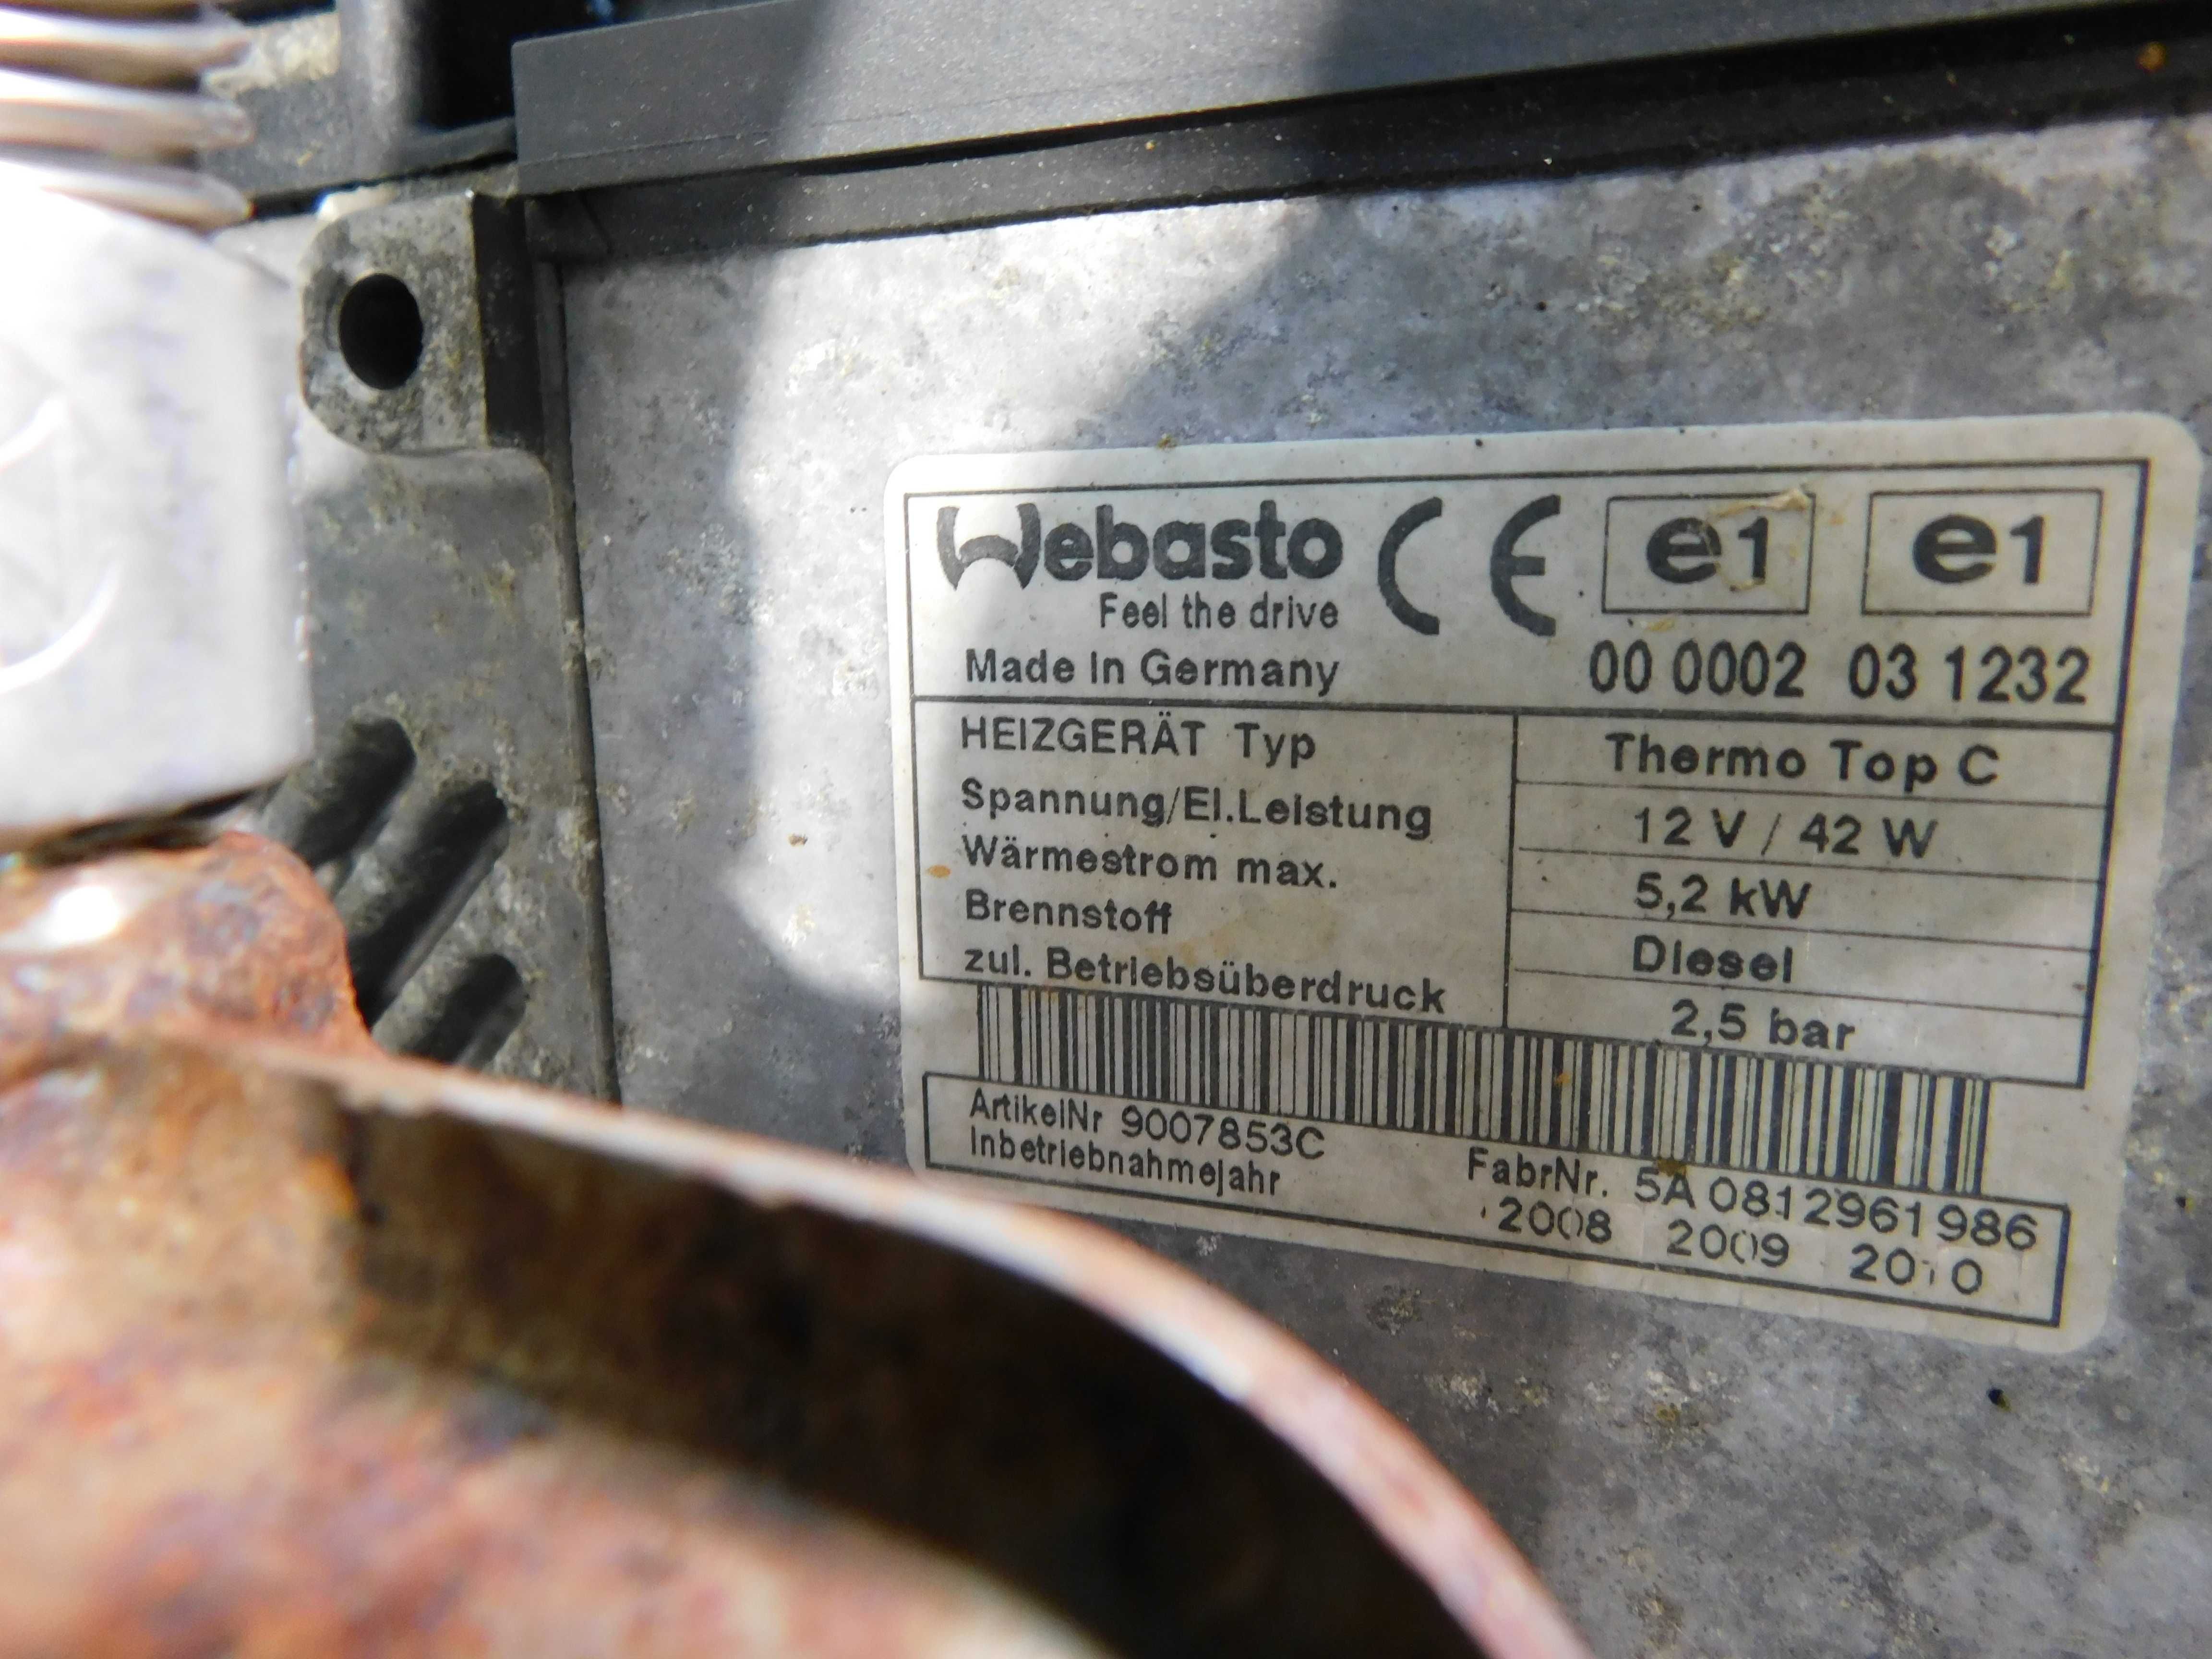 Webasto CE e1 e1
Feel the drive
Made in Germany 00 0002 03 1232
HEIZGERÄT Typ Thermo Top C
Spannung/El.Leistung 12 V / 42 W
Wärmestrom max. 5,2 kW
Brennstoff Diesel
zul. Betriebsüberdruck 2,5 bar
ArtikelNr 9007853C FabrNr. 5A0812961986
Inbetriebnahmejahr 2008 2009 2010